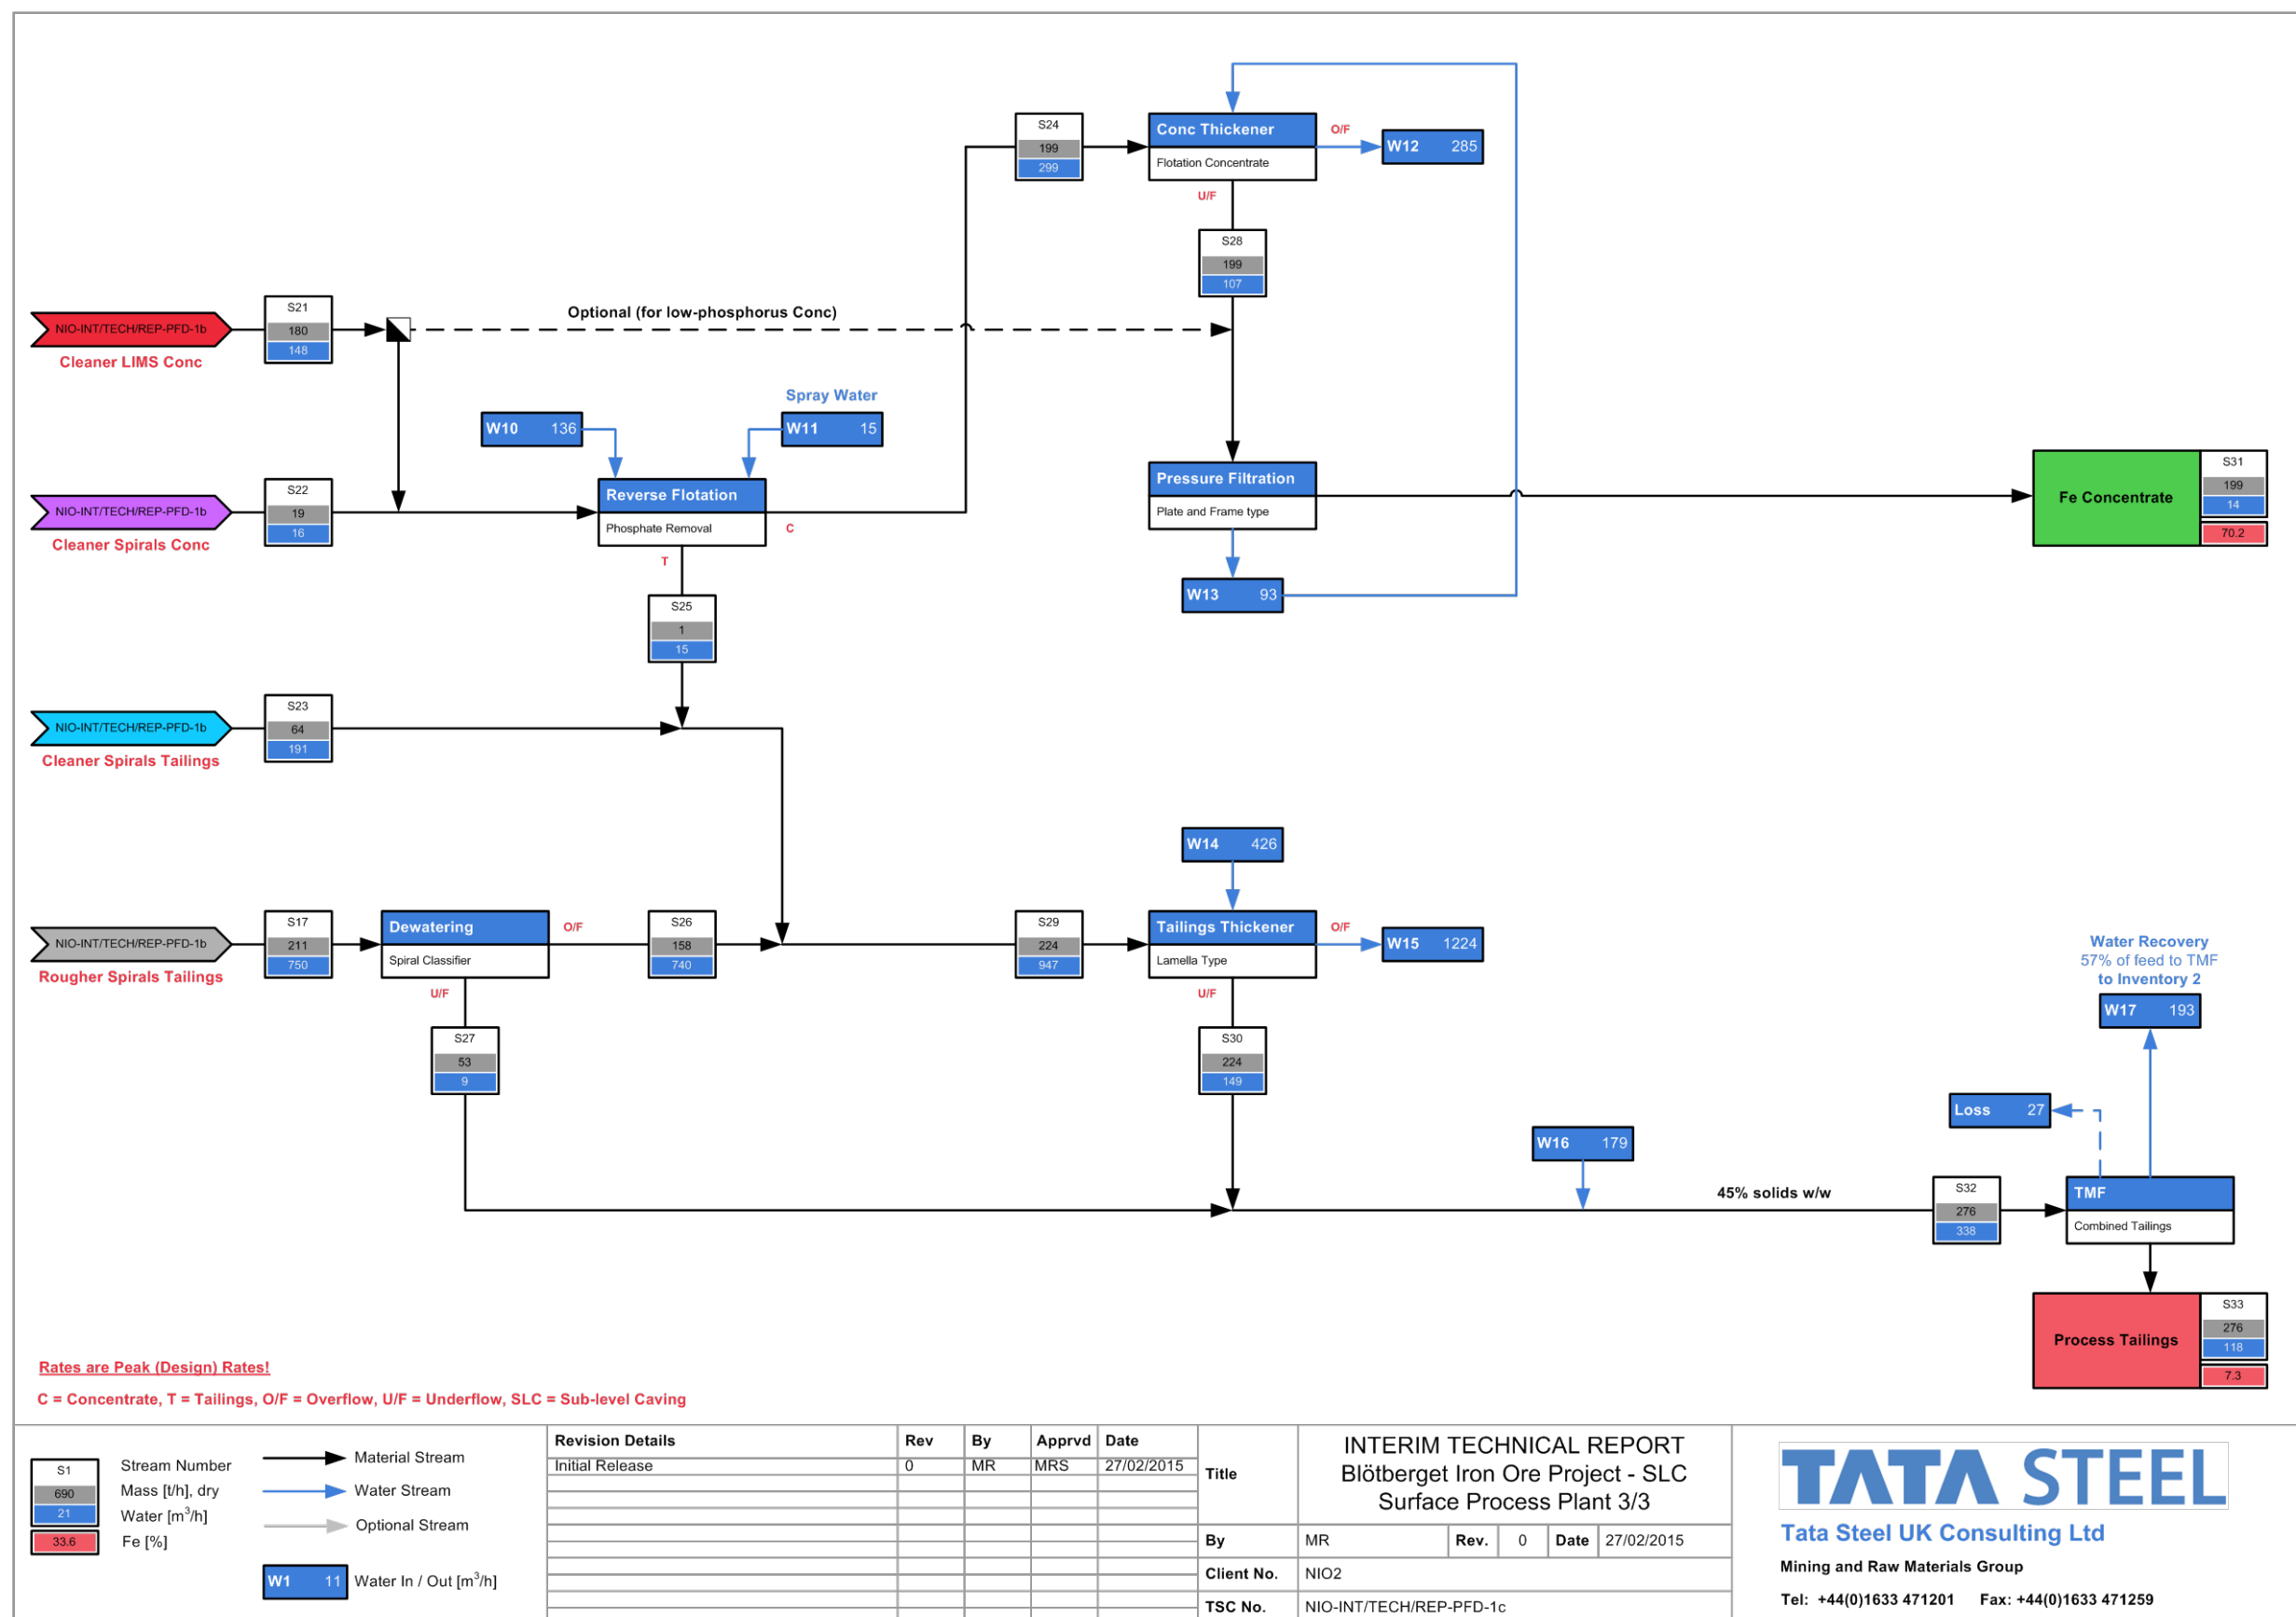 S24
199
299
Conc Thickener
Flotation Concentrate
O/F
W12 285
U/F
S28
199
107
NIO-INT/TECH/REP-PFD-1b
Cleaner LIMS Conc
S21
180
148
Optional (for low-phosphorus Conc)
Spray Water
W10 136
W11 15
NIO-INT/TECH/REP-PFD-1b
Cleaner Spirals Conc
S22
19
16
Reverse Flotation
Phosphate Removal
C
T
Pressure Filtration
Plate and Frame type
Fe Concentrate
S31
199
14
70.2
W13 93
S25
1
15
NIO-INT/TECH/REP-PFD-1b
Cleaner Spirals Tailings
S23
64
191
W14 426
NIO-INT/TECH/REP-PFD-1b
Rougher Spirals Tailings
S17
211
750
Dewatering
Spiral Classifier
O/F
U/F
S26
158
740
S29
224
947
Tailings Thickener
Lamella Type
O/F
U/F
W15 1224
Water Recovery
57% of feed to TMF
to Inventory 2
W17 193
S27
53
9
S30
224
149
Loss 27
W16 179
45% solids w/w
S32
276
338
TMF
Combined Tailings
Process Tailings
S33
276
118
7.3
Rates are Peak (Design) Rates!
C = Concentrate, T = Tailings, O/F = Overflow, U/F = Underflow, SLC = Sub-level Caving
S1
690
21
33.6
Stream Number
Mass [t/h], dry
Water [m³/h]
Fe [%]
Material Stream
Water Stream
Optional Stream
W1 11 Water In / Out [m³/h]
Revision Details Rev By Apprvd Date
Initial Release 0 MR MRS 27/02/2015
Title
INTERIM TECHNICAL REPORT
Blötberget Iron Ore Project - SLC
Surface Process Plant 3/3
By MR Rev. 0 Date 27/02/2015
Client No. NIO2
TSC No. NIO-INT/TECH/REP-PFD-1c
TATA STEEL
Tata Steel UK Consulting Ltd
Mining and Raw Materials Group
Tel: +44(0)1633 471201 Fax: +44(0)1633 471259